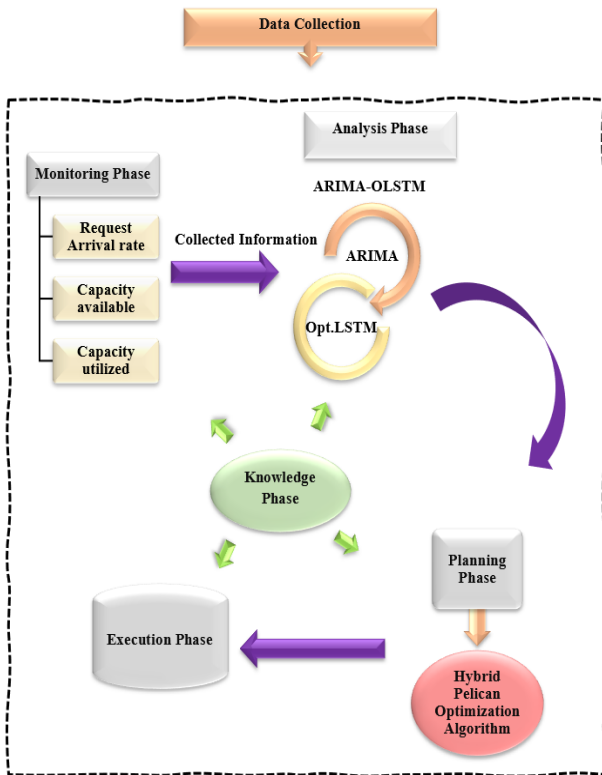 Data Collection
Analysis Phase
Monitoring Phase
ARIMA-OLSTM
Request
Arrival rate
Collected Information
ARIMA
Capacity
available
Opt.LSTM
Capacity
utilized
Knowledge
Phase
Planning
Phase
Execution Phase
Hybrid
Pelican
Optimization
Algorithm